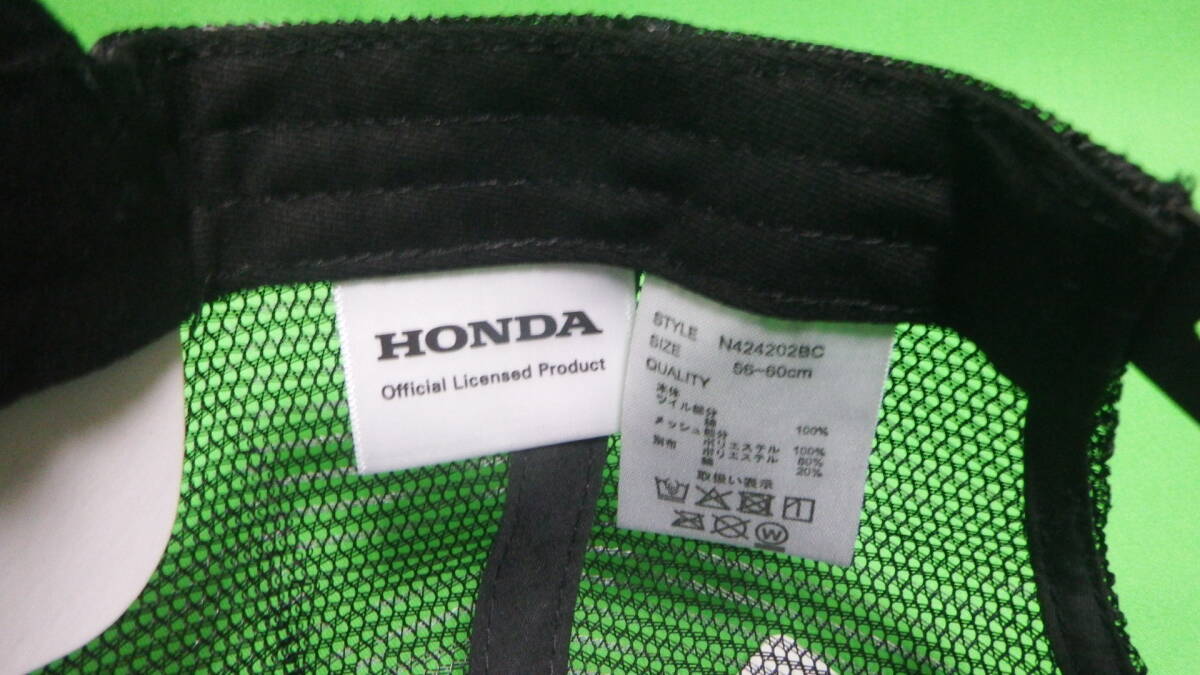 HONDA
Official Licensed Product
STYLE N424202BC
SIZE 56~60cm
QUALITY
本体
ツイル部分
綿 100%
メッシュ部分
ポリエステル 100%
別布 ポリエステル 80%
綿 20%
取扱い表示
W